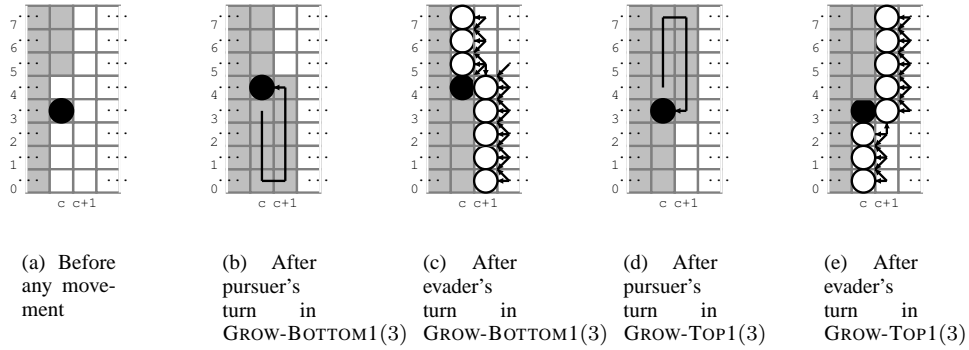 7 6 5 4 3 2 1 0
c c+1
7 6 5 4 3 2 1 0
c c+1
7 6 5 4 3 2 1 0
c c+1
7 6 5 4 3 2 1 0
c c+1
7 6 5 4 3 2 1 0
c c+1
(a) Before
any move-
ment
(b) After
pursuer's
turn in
GROW-BOTTOM1(3)
(c) After
evader's
turn in
GROW-BOTTOM1(3)
(d) After
pursuer's
turn in
GROW-TOP1(3)
(e) After
evader's
turn in
GROW-TOP1(3)